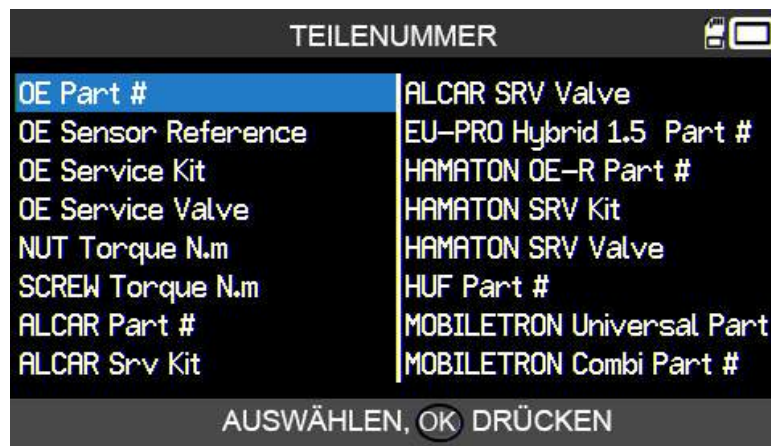 TEILENUMMER
OE Part #
OE Sensor Reference
OE Service Kit
OE Service Valve
NUT Torque N.m
SCREW Torque N.m
ALCAR Part #
ALCAR Srv Kit
ALCAR SRV Valve
EU-PRO Hybrid 1.5 Part #
HAMATON OE-R Part #
HAMATON SRV Kit
HAMATON SRV Valve
HUF Part #
MOBILETRON Universal Part
MOBILETRON Combi Part #
AUSWÄHLEN, OK DRÜCKEN